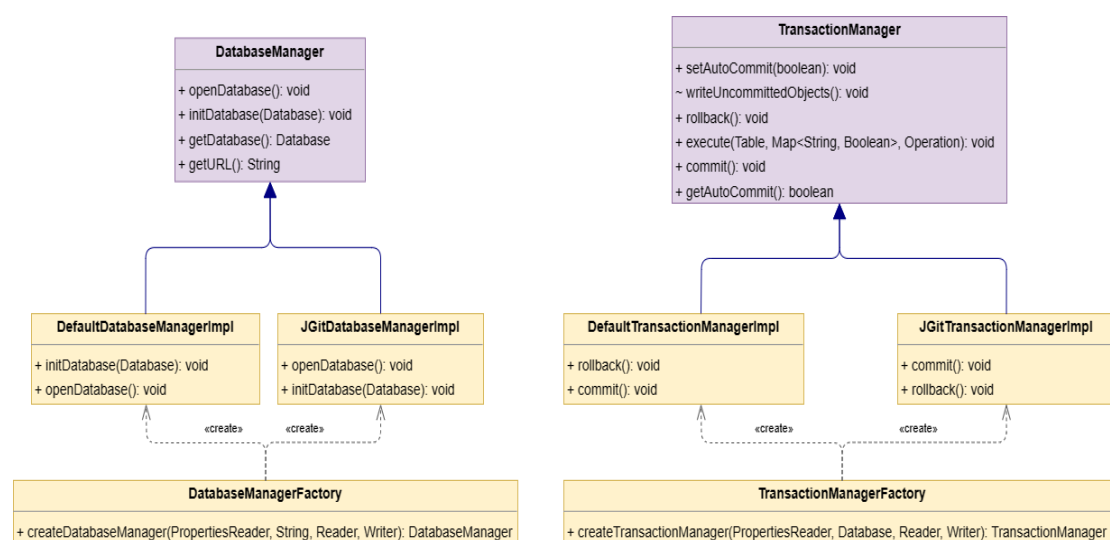 DatabaseManager
+ openDatabase(): void
+ initDatabase(Database): void
+ getDatabase(): Database
+ getURL(): String
DefaultDatabaseManagerImpl
+ initDatabase(Database): void
+ openDatabase(): void
JGitDatabaseManagerImpl
+ openDatabase(): void
+ initDatabase(Database): void
«create»
«create»
DatabaseManagerFactory
+ createDatabaseManager(PropertiesReader, String, Reader, Writer): DatabaseManager
TransactionManager
+ setAutoCommit(boolean): void
~ writeUncommittedObjects(): void
+ rollback(): void
+ execute(Table, Map<String, Boolean>, Operation): void
+ commit(): void
+ getAutoCommit(): boolean
DefaultTransactionManagerImpl
+ rollback(): void
+ commit(): void
JGitTransactionManagerImpl
+ commit(): void
+ rollback(): void
«create»
«create»
TransactionManagerFactory
+ createTransactionManager(PropertiesReader, Database, Reader, Writer): TransactionManager